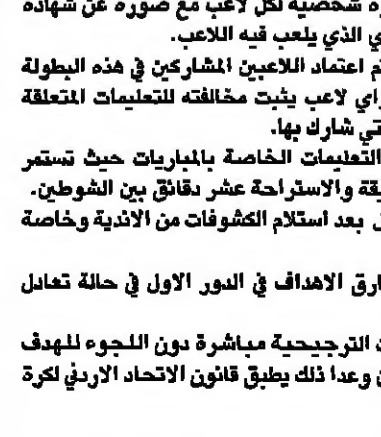 شخصية لكل لاعب مع صورة عن شهادة
الذي يلعب فيه اللاعب.
اعتماد اللاعبين المشاركين في هذه البطولة
اي لاعب يثبت مخالفته للتعليمات المتعلقة
شارك بها.
التعليمات الخاصة بالمباريات حيث تستمر
والاستراحة عشر دقائق بين الشوطين.
بعد استلام الكشوفات من الاندية وخاصة
الاهداف في الدور الاول في حالة تعادل
الترجيحية مباشرة دون اللجوء للهدف
وعدا ذلك يطبق قانون الاتحاد الاردني لكرة